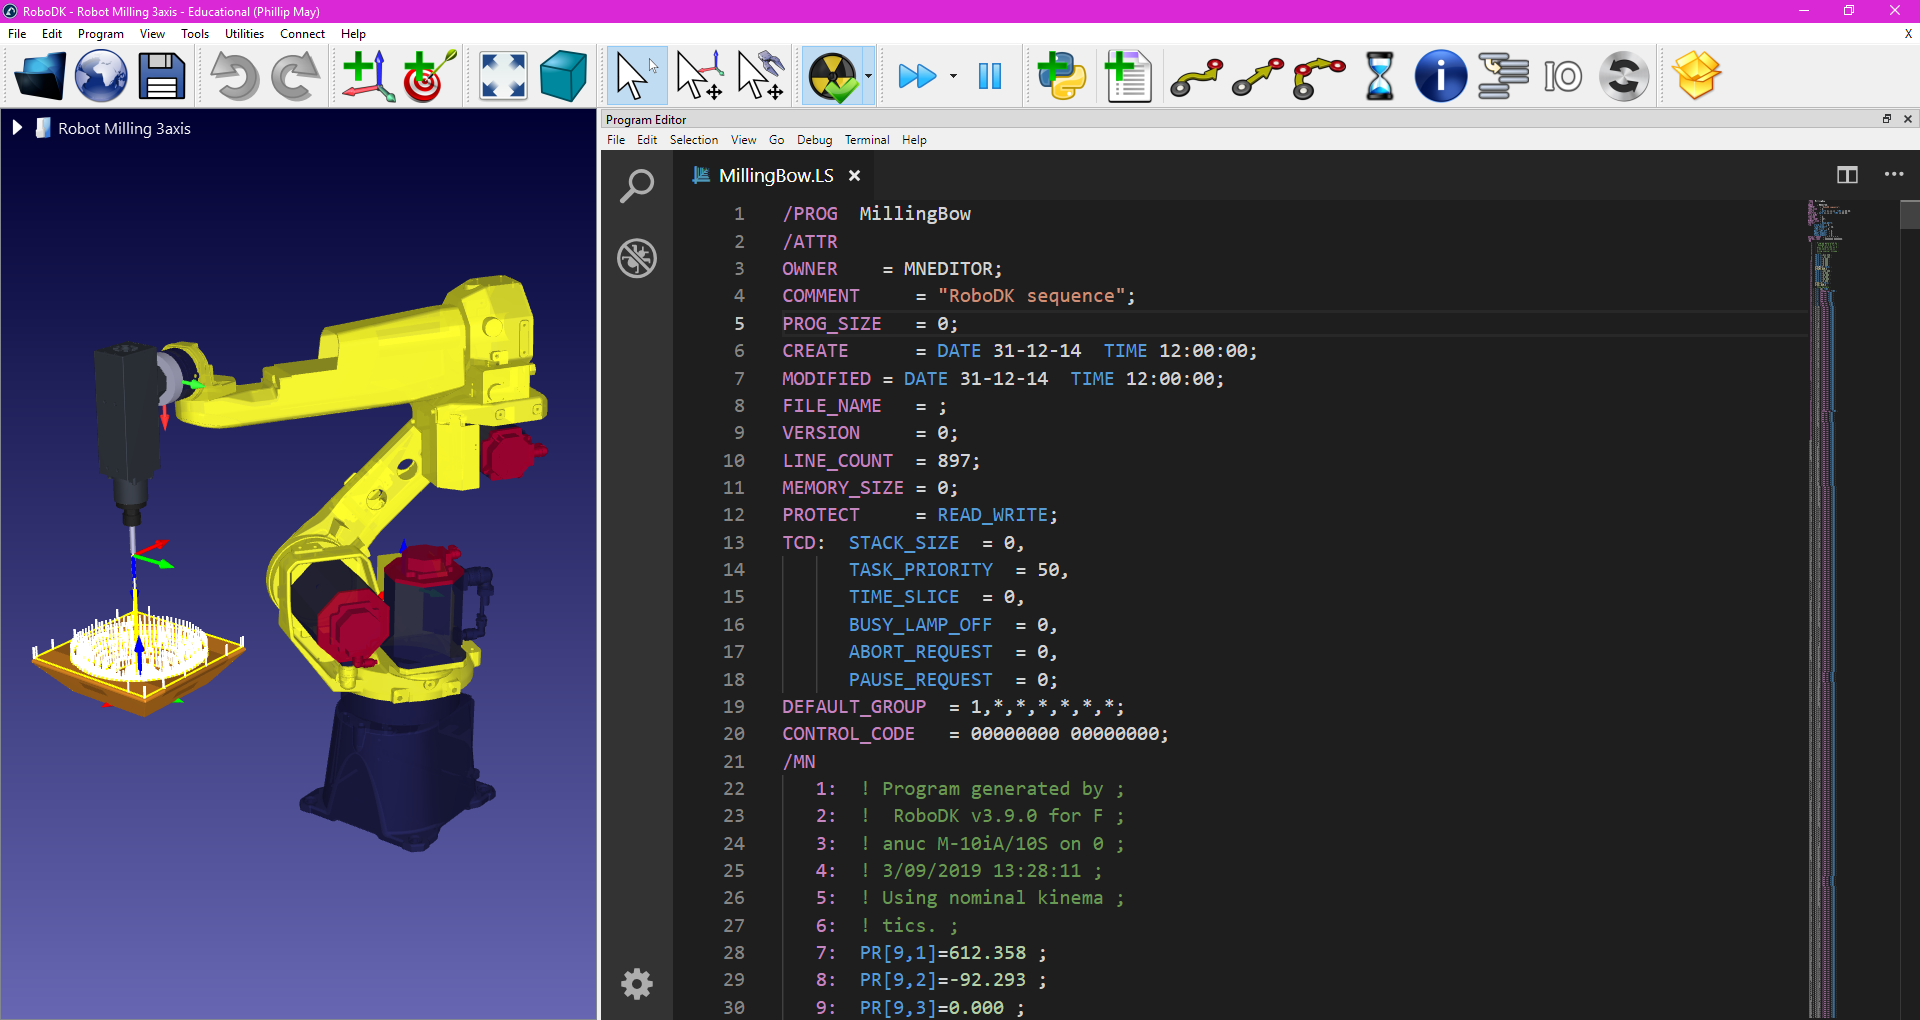 RoboDK - Robot Milling 3axis - Educational (Phillip May)
File Edit Program View Tools Utilities Connect Help X
i IO
Robot Milling 3axis
Program Editor
File Edit Selection View Go Debug Terminal Help
MillingBow.LS
1 /PROG  MillingBow
2 /ATTR
3 OWNER    = MNEDITOR;
4 COMMENT     = "RoboDK sequence";
5 PROG_SIZE   = 0;
6 CREATE      = DATE 31-12-14  TIME 12:00:00;
7 MODIFIED = DATE 31-12-14  TIME 12:00:00;
8 FILE_NAME   = ;
9 VERSION     = 0;
10 LINE_COUNT  = 897;
11 MEMORY_SIZE = 0;
12 PROTECT     = READ_WRITE;
13 TCD:  STACK_SIZE  = 0,
14 TASK_PRIORITY  = 50,
15 TIME_SLICE  = 0,
16 BUSY_LAMP_OFF  = 0,
17 ABORT_REQUEST  = 0,
18 PAUSE_REQUEST  = 0;
19 DEFAULT_GROUP  = 1,*,*,*,*,*,*;
20 CONTROL_CODE   = 00000000 00000000;
21 /MN
22 1:  ! Program generated by ;
23 2:  !  RoboDK v3.9.0 for F ;
24 3:  ! anuc M-10iA/10S on 0 ;
25 4:  ! 3/09/2019 13:28:11 ;
26 5:  ! Using nominal kinema ;
27 6:  ! tics. ;
28 7:  PR[9,1]=612.358 ;
29 8:  PR[9,2]=-92.293 ;
30 9:  PR[9,3]=0.000 ;